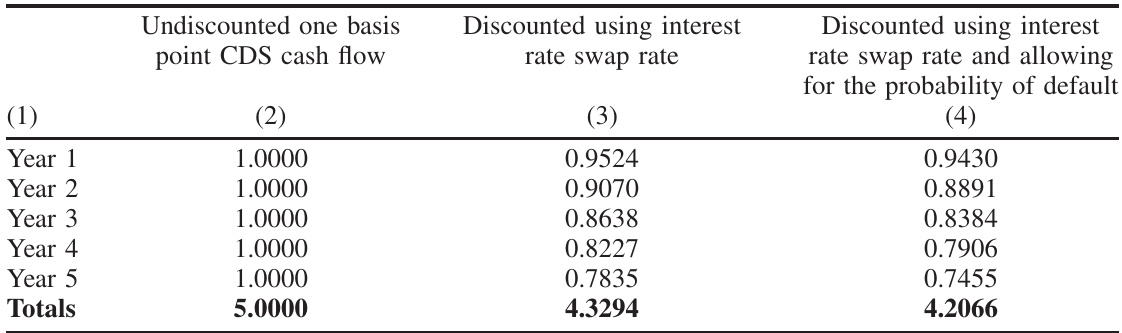 Undiscounted one basis Discounted using interest Discounted using interest
point CDS cash flow rate swap rate rate swap rate and allowing
for the probability of default
(1) (2) (3) (4)
Year 1 1.0000 0.9524 0.9430
Year 2 1.0000 0.9070 0.8891
Year 3 1.0000 0.8638 0.8384
Year 4 1.0000 0.8227 0.7906
Year 5 1.0000 0.7835 0.7455
Totals 5.0000 4.3294 4.2066